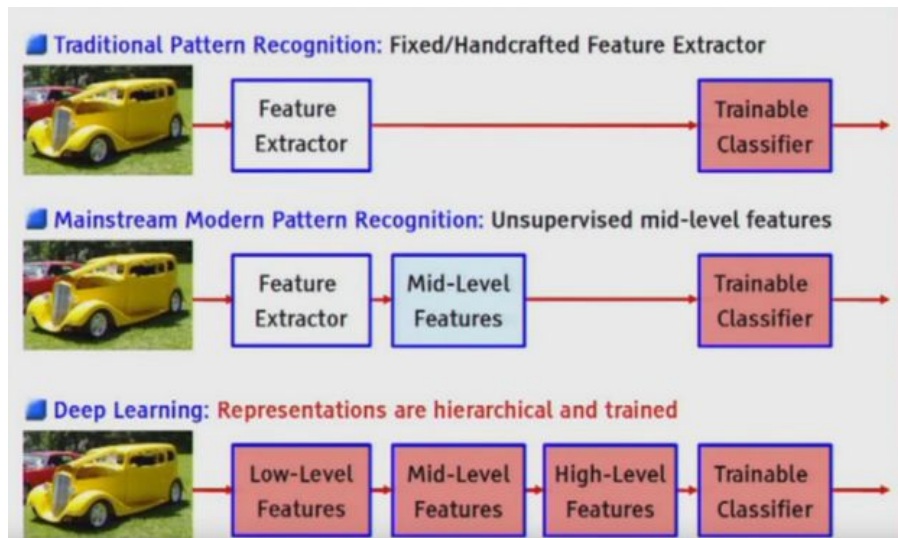 Traditional Pattern Recognition: Fixed/Handcrafted Feature Extractor
Feature
Extractor
Trainable
Classifier
Mainstream Modern Pattern Recognition: Unsupervised mid-level features
Feature
Extractor
Mid-Level
Features
Trainable
Classifier
Deep Learning: Representations are hierarchical and trained
Low-Level
Features
Mid-Level
Features
High-Level
Features
Trainable
Classifier